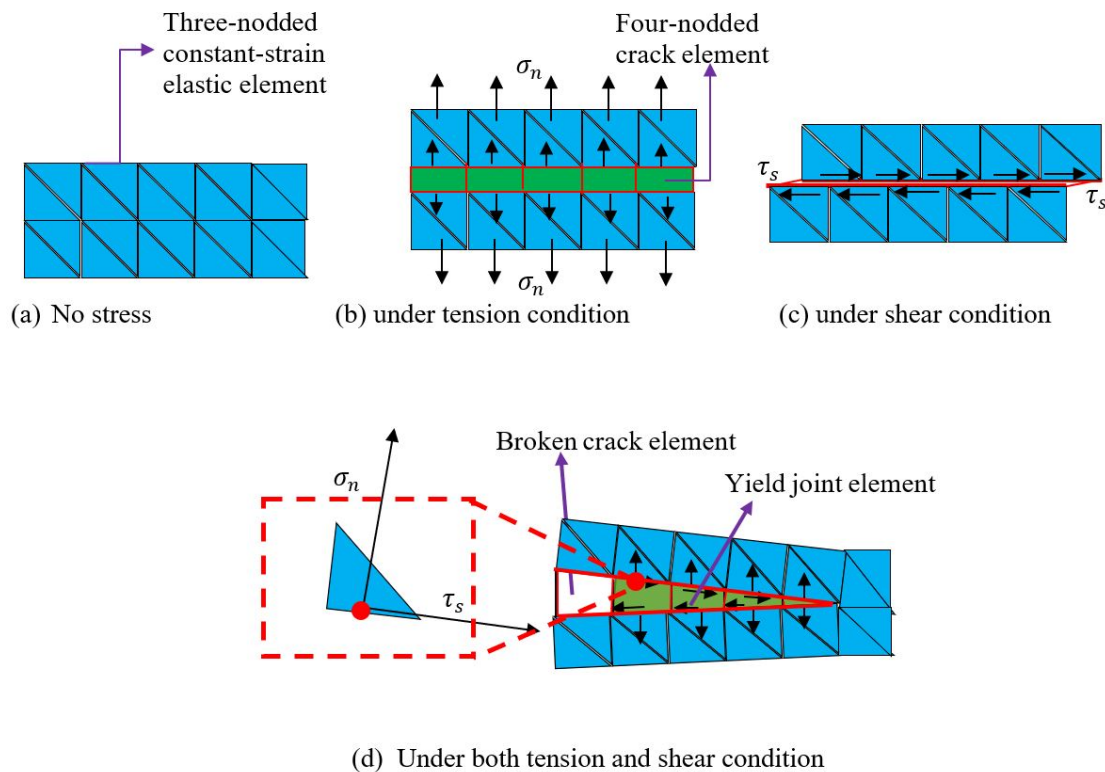 Three-nodded
constant-strain
elastic element
Four-nodded
crack element
σₙ
σₙ
τₛ
τₛ
(a) No stress
(b) under tension condition
(c) under shear condition
Broken crack element
Yield joint element
σₙ
τₛ
(d) Under both tension and shear condition